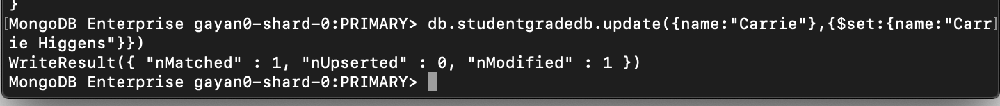 }
[MongoDB Enterprise gayan0-shard-0:PRIMARY> db.studentgradedb.update({name:"Carrie"},{$set:{name:"Carr]
ie Higgens"}})
WriteResult({ "nMatched" : 1, "nUpserted" : 0, "nModified" : 1 })
MongoDB Enterprise gayan0-shard-0:PRIMARY>